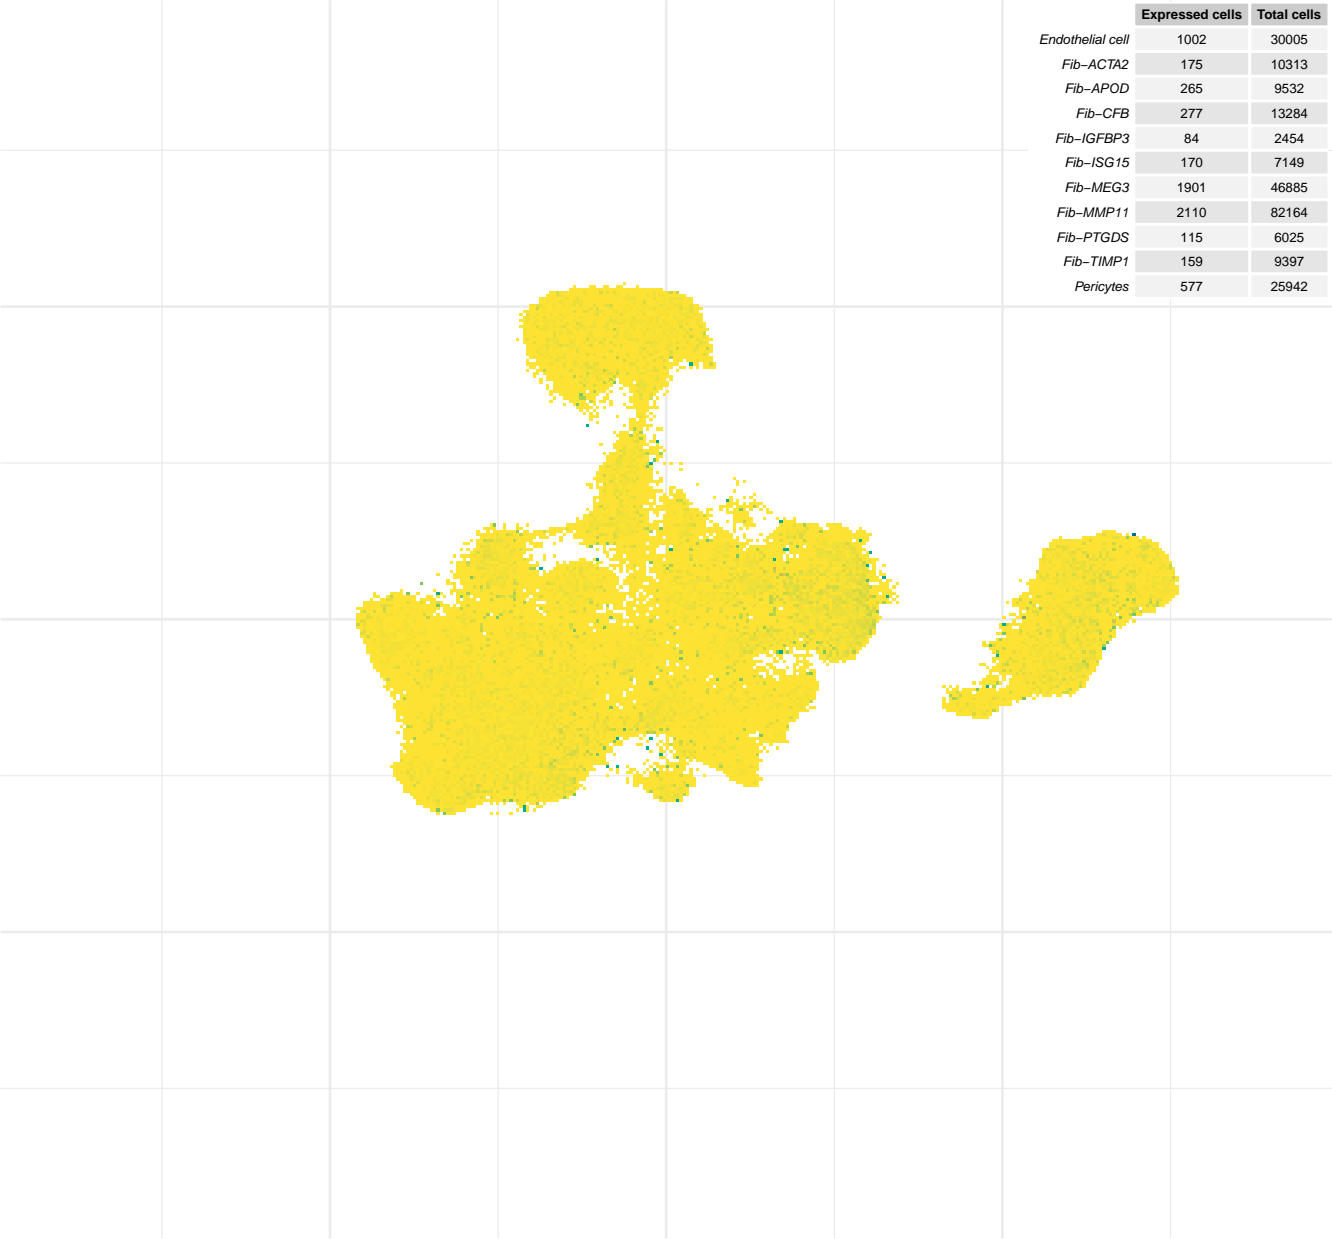 Expressed cells Total cells
Endothelial cell 1002 30005
Fib−ACTA2 175 10313
Fib−APOD 265 9532
Fib−CFB 277 13284
Fib−IGFBP3 84 2454
Fib−ISG15 170 7149
Fib−MEG3 1901 46885
Fib−MMP11 2110 82164
Fib−PTGDS 115 6025
Fib−TIMP1 159 9397
Pericytes 577 25942